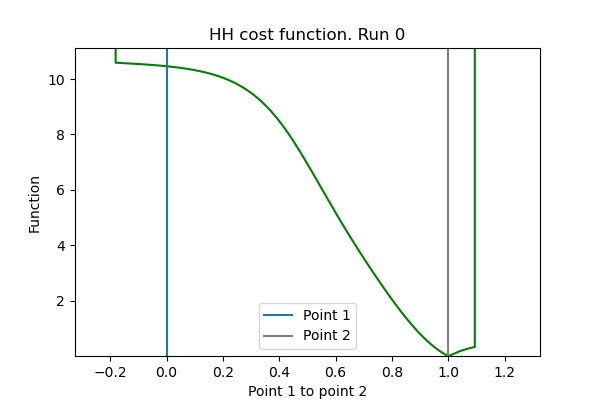 HH cost function. Run 0
Function
10
8
6
4
2
Point 1
Point 2
−0.2 0.0 0.2 0.4 0.6 0.8 1.0 1.2
Point 1 to point 2